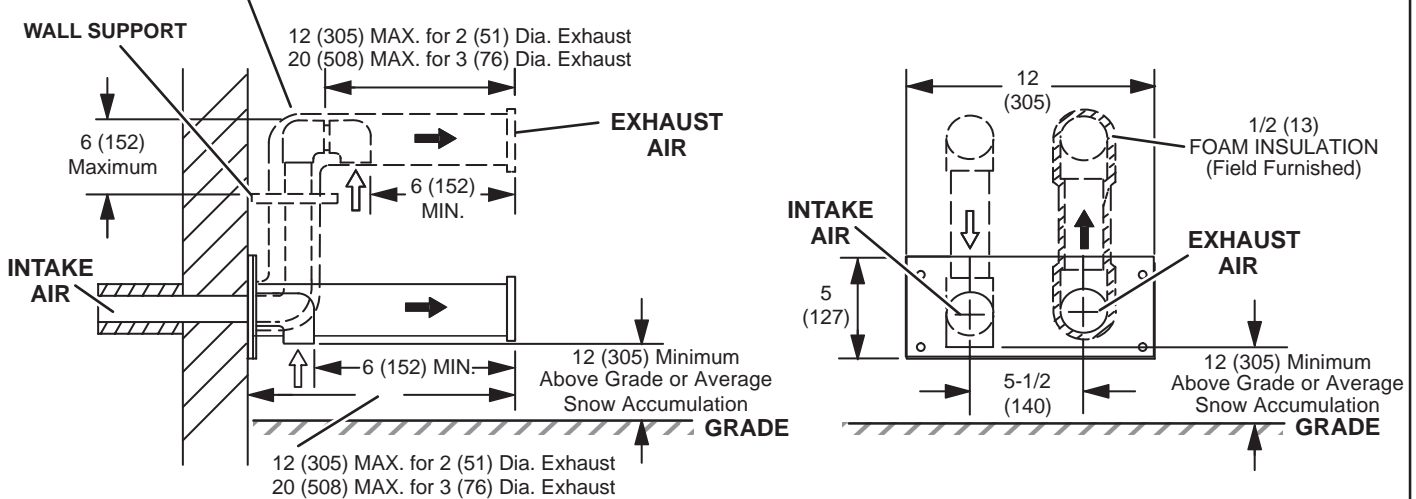 WALL SUPPORT
12 (305) MAX. for 2 (51) Dia. Exhaust
20 (508) MAX. for 3 (76) Dia. Exhaust
6 (152)
Maximum
EXHAUST
AIR
6 (152)
MIN.
INTAKE
AIR
6 (152) MIN.
12 (305) Minimum
Above Grade or Average
Snow Accumulation
GRADE
12 (305) MAX. for 2 (51) Dia. Exhaust
20 (508) MAX. for 3 (76) Dia. Exhaust
12
(305)
1/2 (13)
FOAM INSULATION
(Field Furnished)
INTAKE
AIR
EXHAUST
AIR
5
(127)
5-1/2
(140)
12 (305) Minimum
Above Grade or Average
Snow Accumulation
GRADE